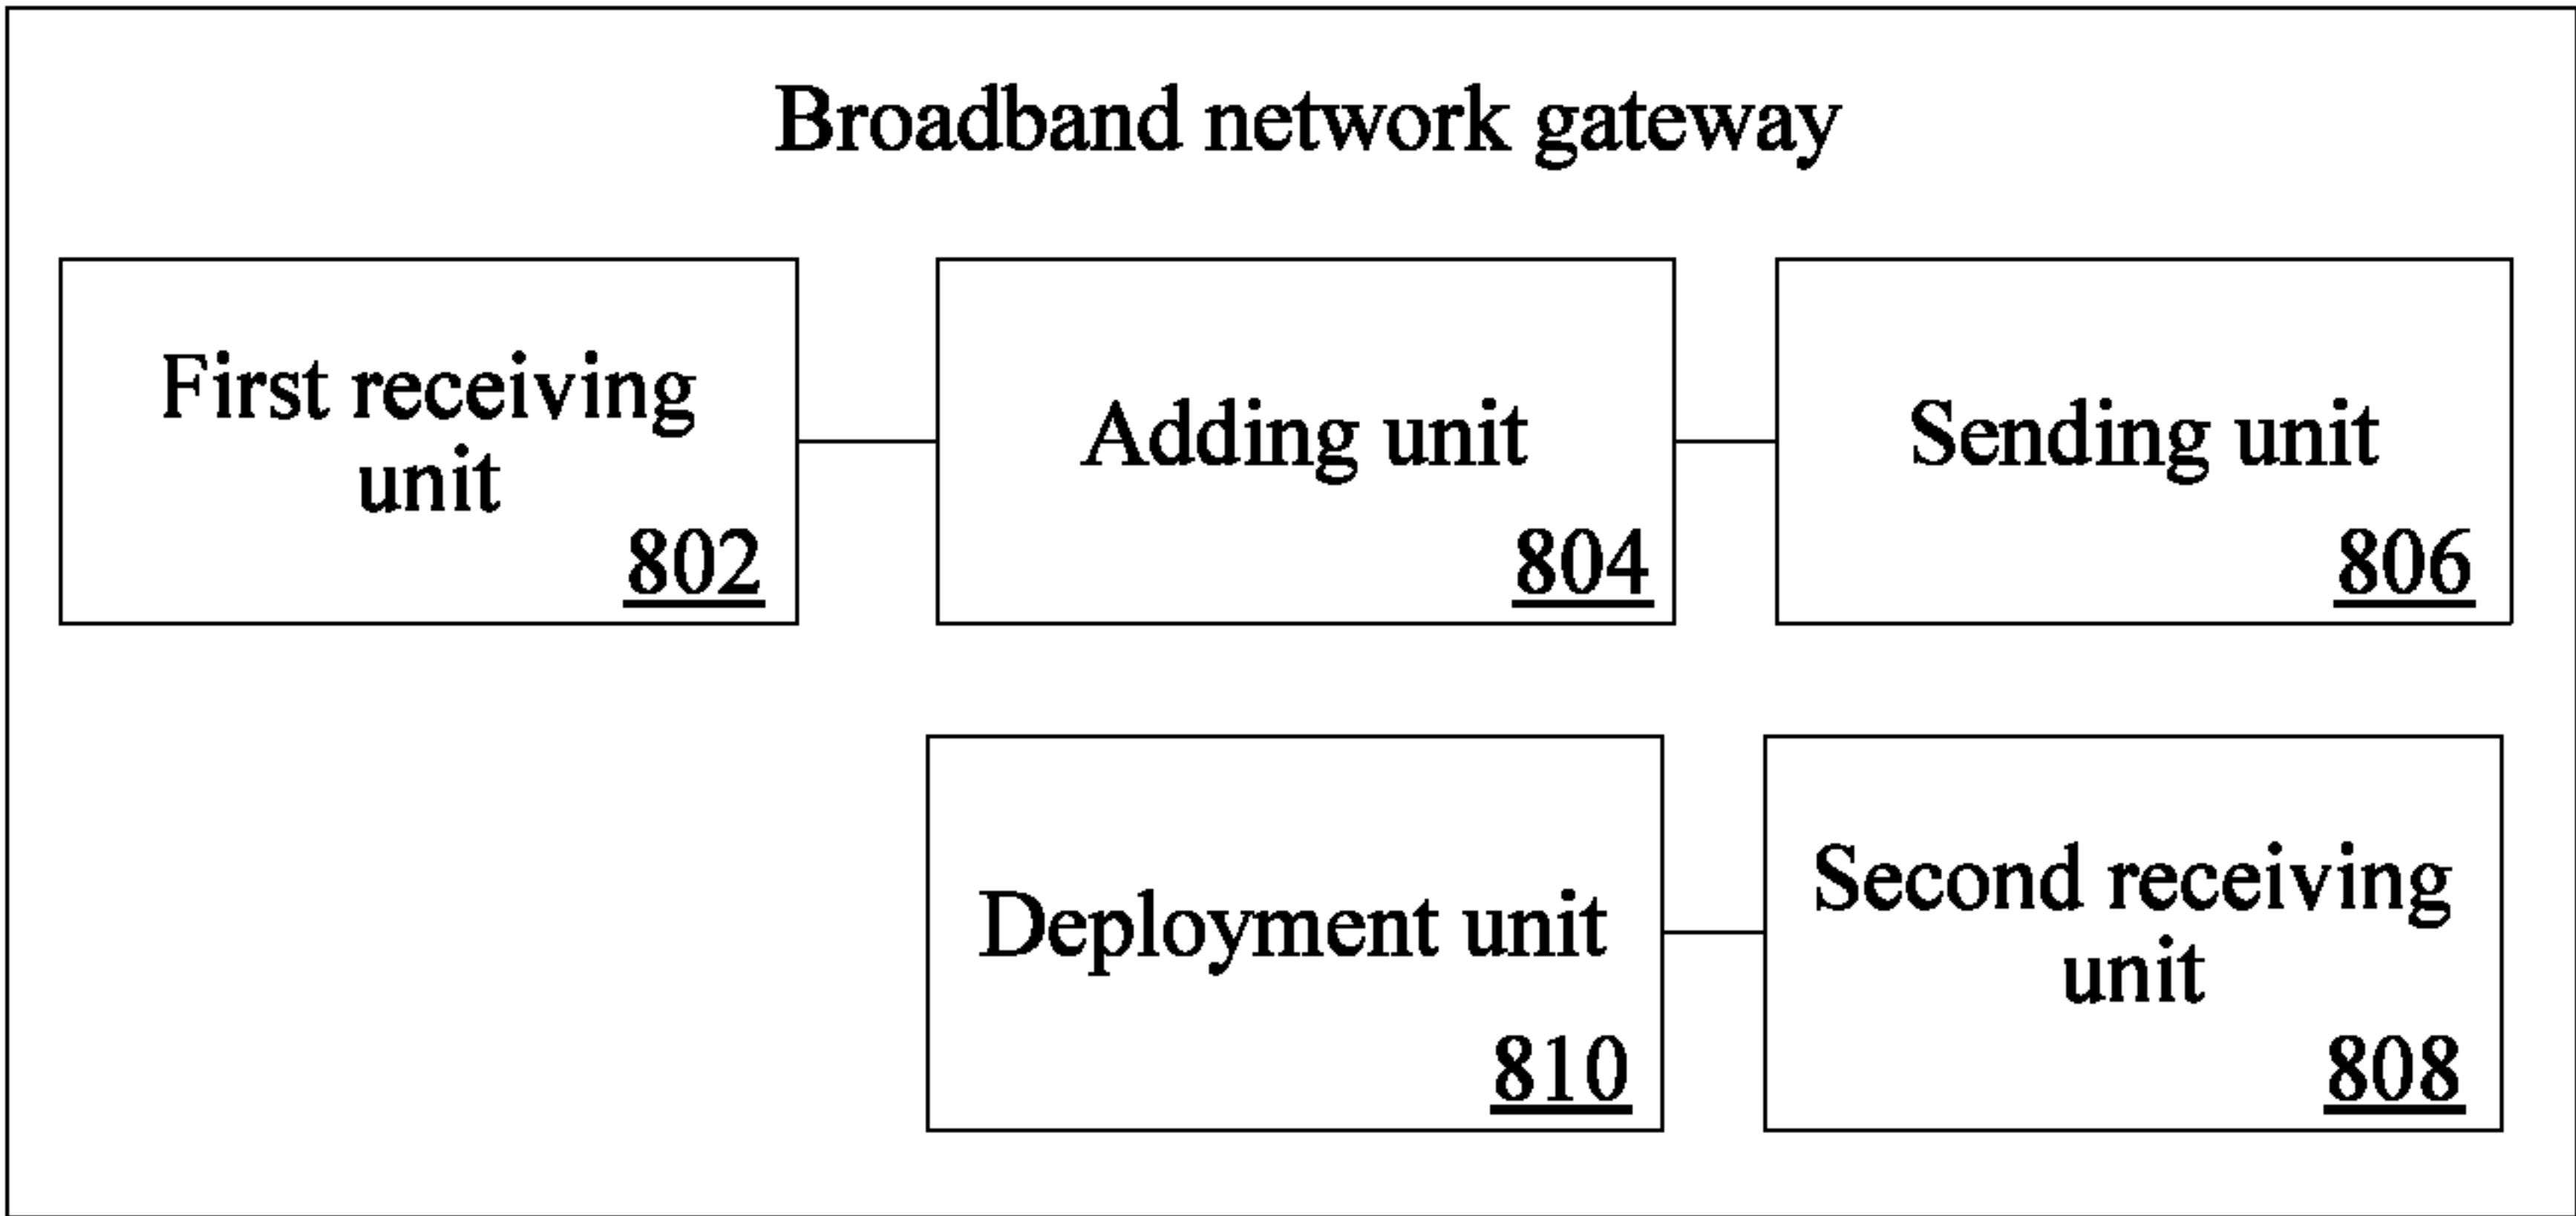 Broadband network gateway
First receiving
unit
802
Adding unit
804
Sending unit
806
Deployment unit
810
Second receiving
unit
808